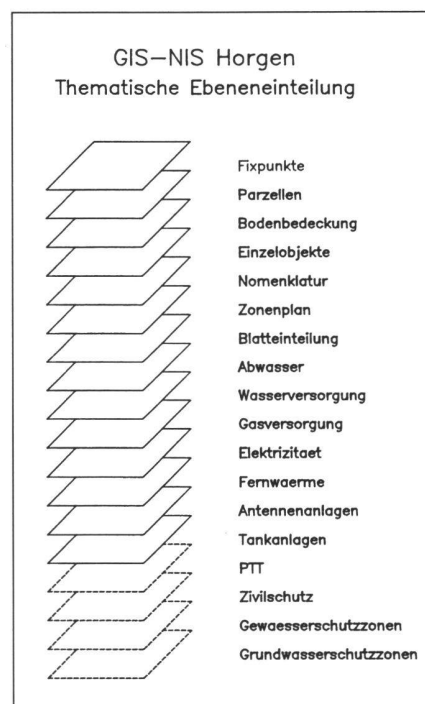 GIS-NIS Horgen
Thematische Ebeneneinteilung
Fixpunkte
Parzellen
Bodenbedeckung
Einzelobjekte
Nomenklatur
Zonenplan
Blatteinteilung
Abwasser
Wasserversorgung
Gasversorgung
Elektrizitaet
Fernwaerme
Antennenanlagen
Tankanlagen
PTT
Zivilschutz
Gewaesserschutzzonen
Grundwasserschutzzonen